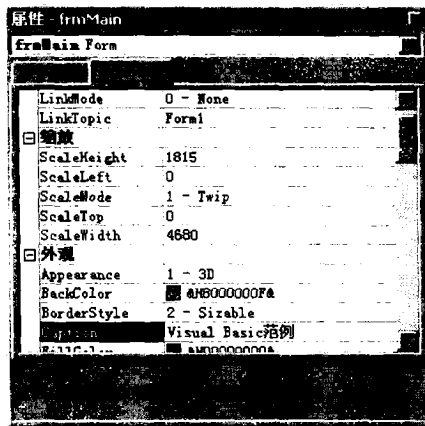 属性 - frmMain
frmMain Form
LinkMode 0 - None
LinkTopic Form1
缩放
ScaleHeight 1815
ScaleLeft 0
ScaleMode 1 - Twip
ScaleTop 0
ScaleWidth 4680
外观
Appearance 1 - 3D
BackColor &H8000000F&
BorderStyle 2 - Sizable
Caption Visual Basic范例
FillColor &H00000000&